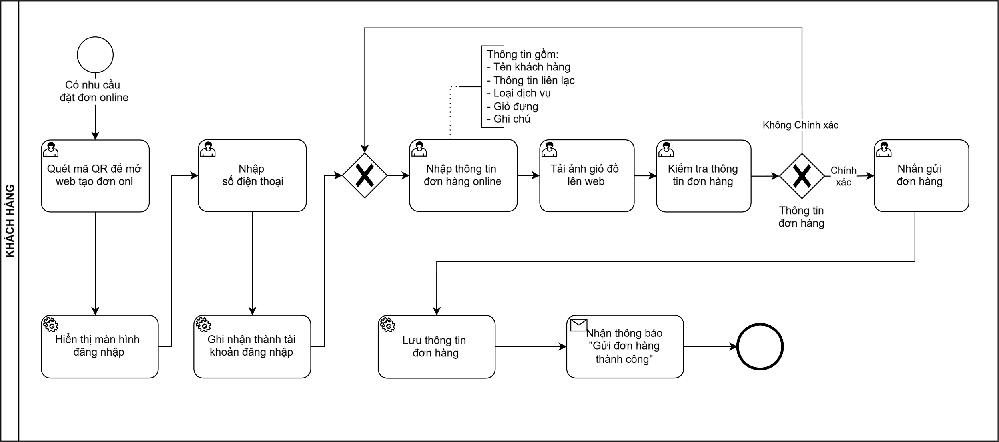 KHÁCH HÀNG
Có nhu cầu
đặt đơn online
Quét mã QR để mở
web tạo đơn onl
Hiển thị màn hình
đăng nhập
Nhập
số điện thoại
Ghi nhận thành tài
khoản đăng nhập
Thông tin gồm:
- Tên khách hàng
- Thông tin liên lạc
- Loại dịch vụ
- Giỏ đựng
- Ghi chú
Nhập thông tin
đơn hàng online
Tải ảnh giỏ đồ
lên web
Kiểm tra thông
tin đơn hàng
Không Chính xác
Thông tin
đơn hàng
Chính
xác
Nhấn gửi
đơn hàng
Lưu thông tin
đơn hàng
Nhận thông báo
"Gửi đơn hàng
thành công"